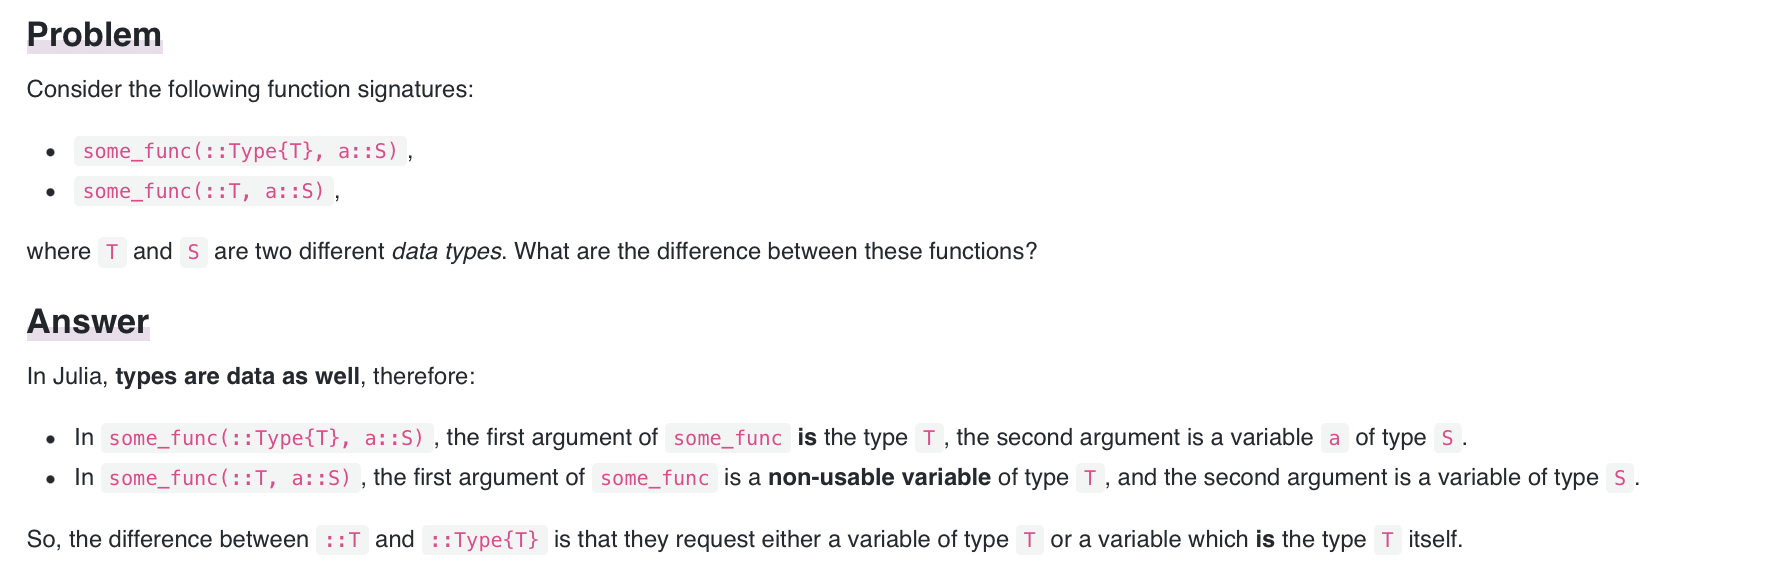 Problem
Consider the following function signatures:
• some_func(::Type{T}, a::S) ,
• some_func(::T, a::S) ,
where T and S are two different data types. What are the difference between these functions?
Answer
In Julia, types are data as well, therefore:
• In some_func(::Type{T}, a::S) , the first argument of some_func is the type T , the second argument is a variable a of type S .
• In some_func(::T, a::S) , the first argument of some_func is a non-usable variable of type T , and the second argument is a variable of type S .
So, the difference between ::T and ::Type{T} is that they request either a variable of type T or a variable which is the type T itself.